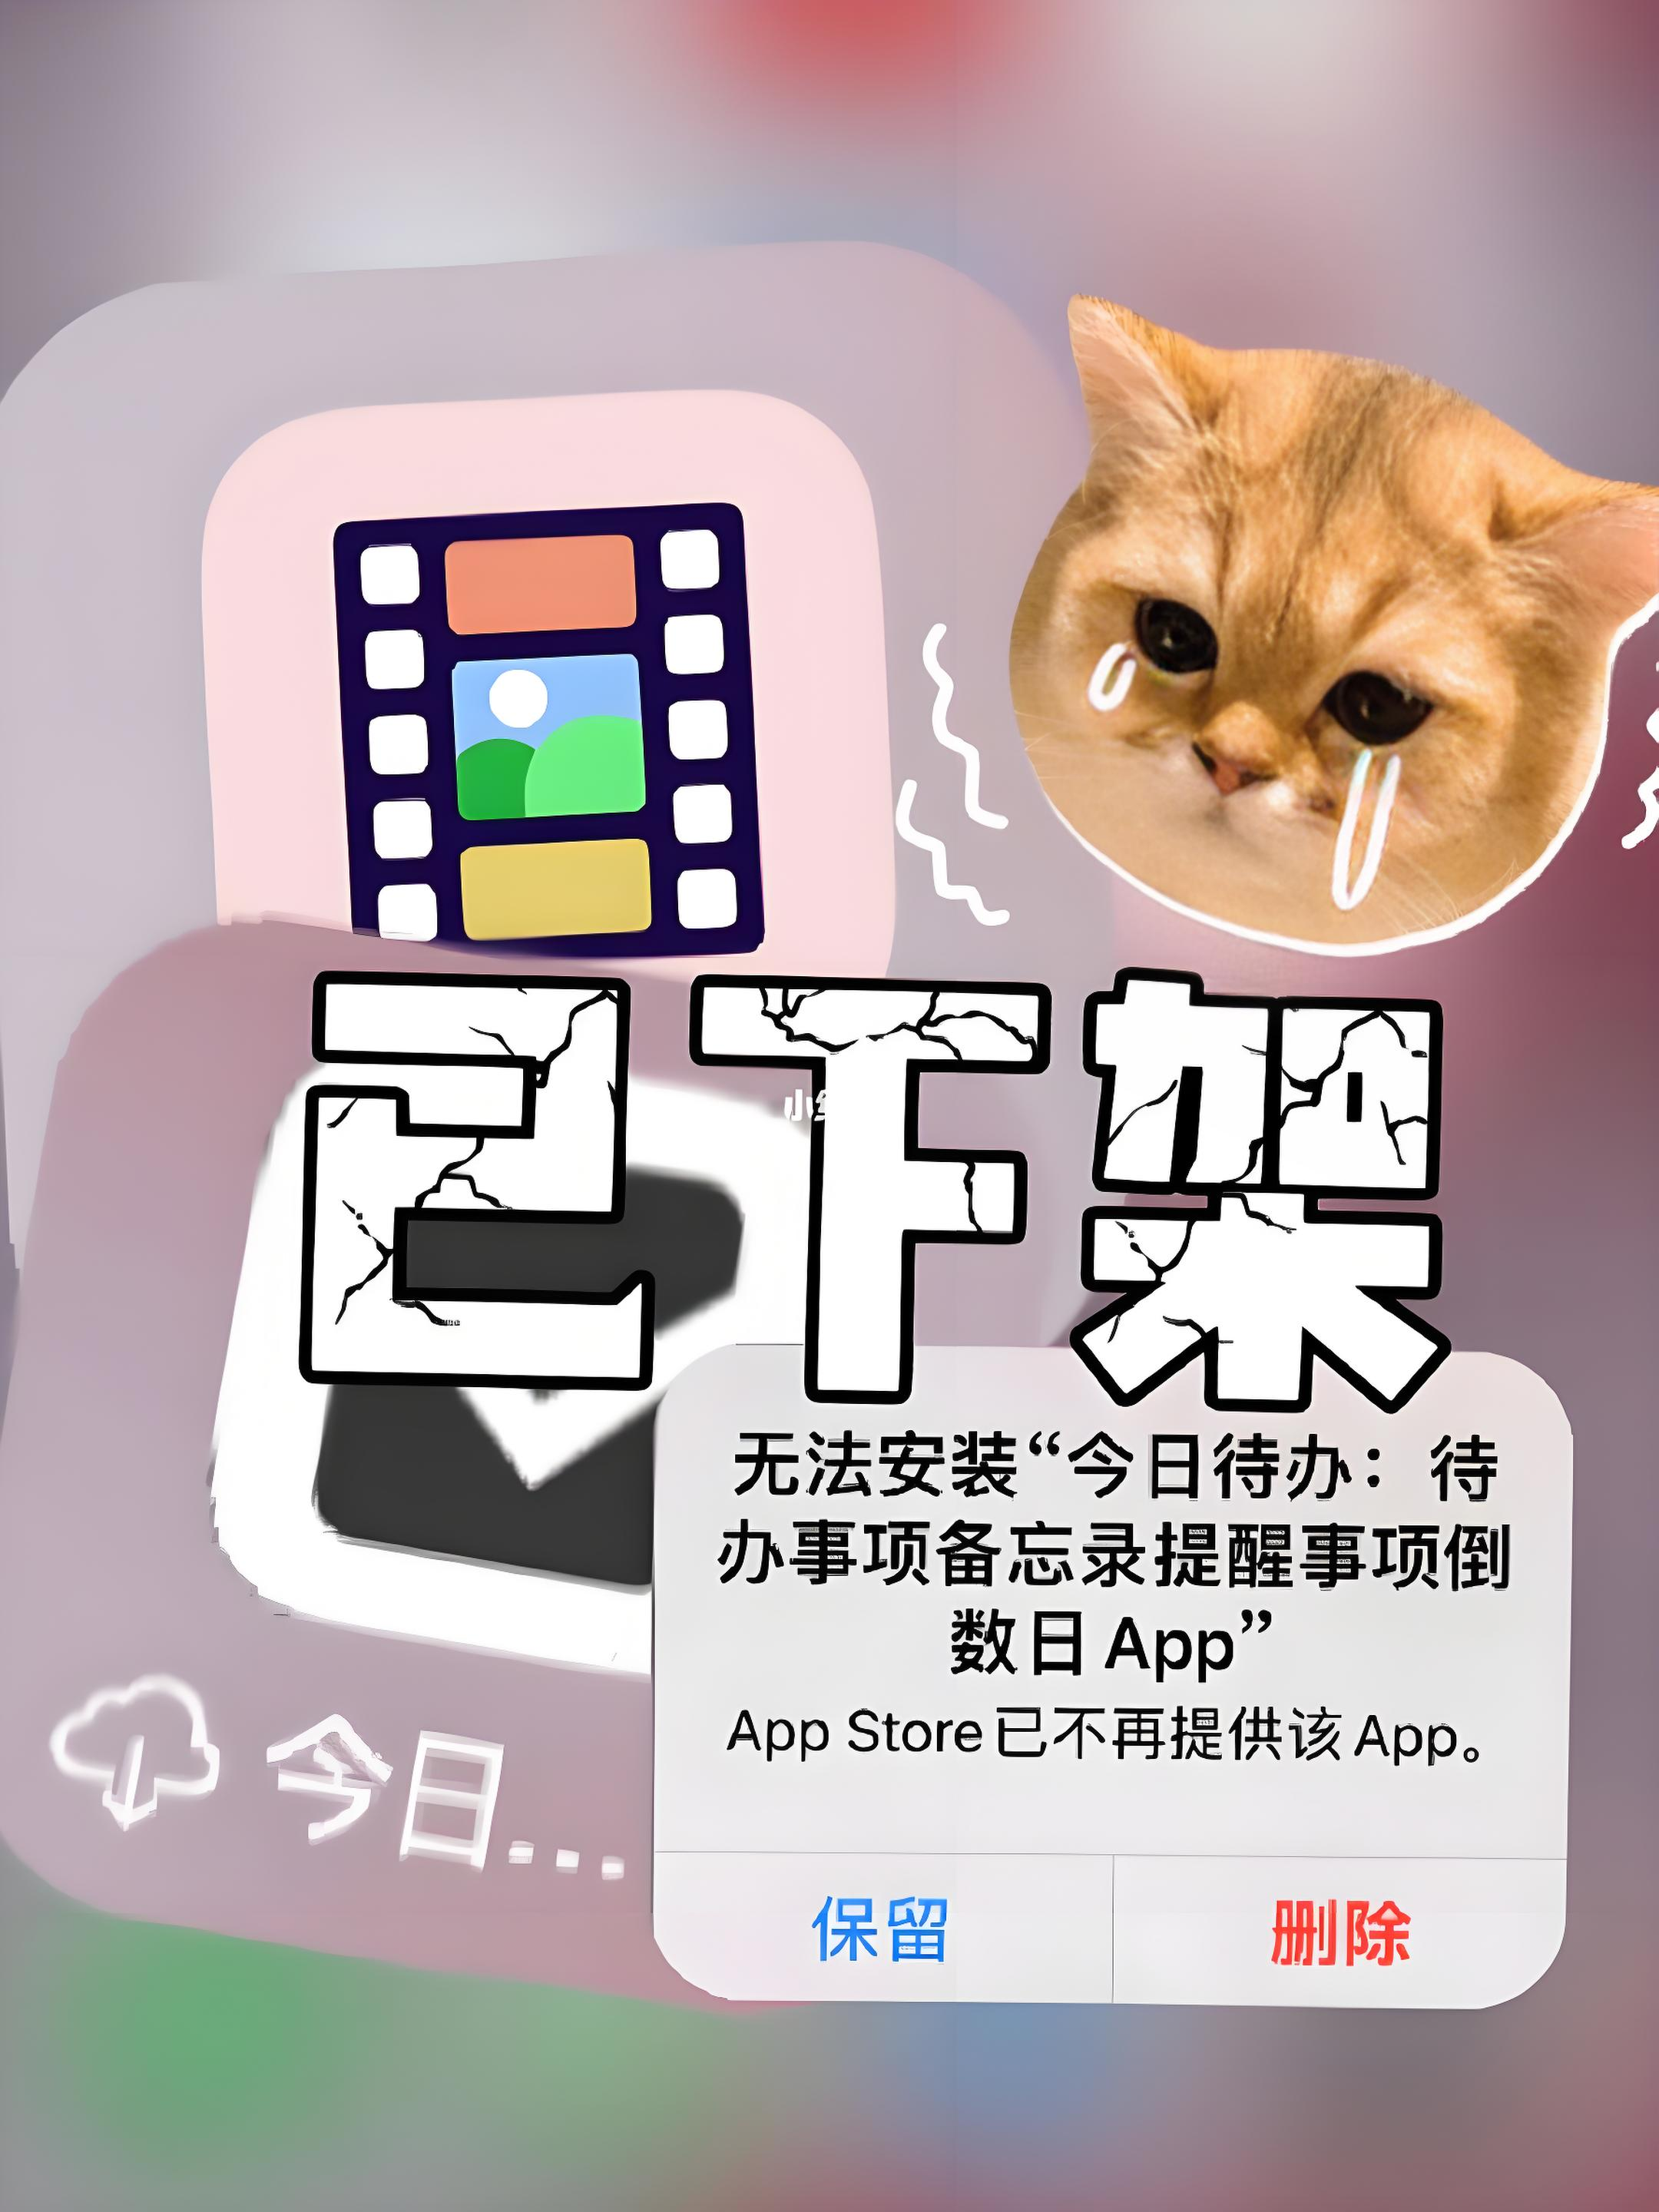 已下架
无法安装“今日待办：待
办事项备忘录提醒事项倒
数日App”
App Store已不再提供该App。
今日...
保留
删除